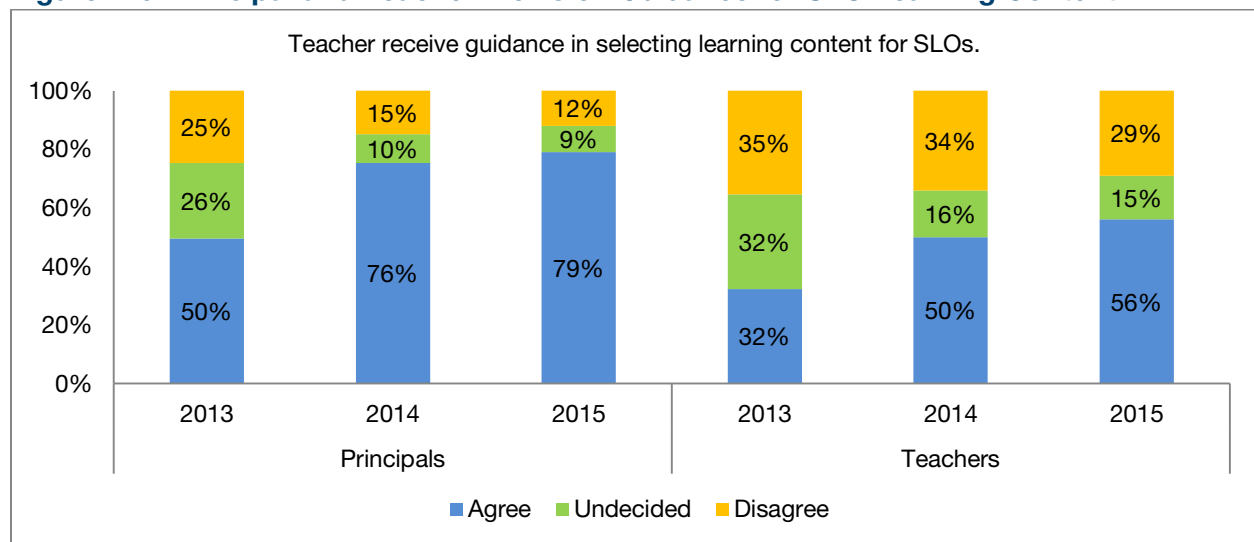 Teacher receive guidance in selecting learning content for SLOs.
100%
80%
60%
40%
20%
0%
25% 15% 12% 35% 34% 29%
26% 10% 9% 32% 16% 15%
50% 76% 79% 32% 50% 56%
2013 2014 2015 2013 2014 2015
Principals Teachers
Agree Undecided Disagree